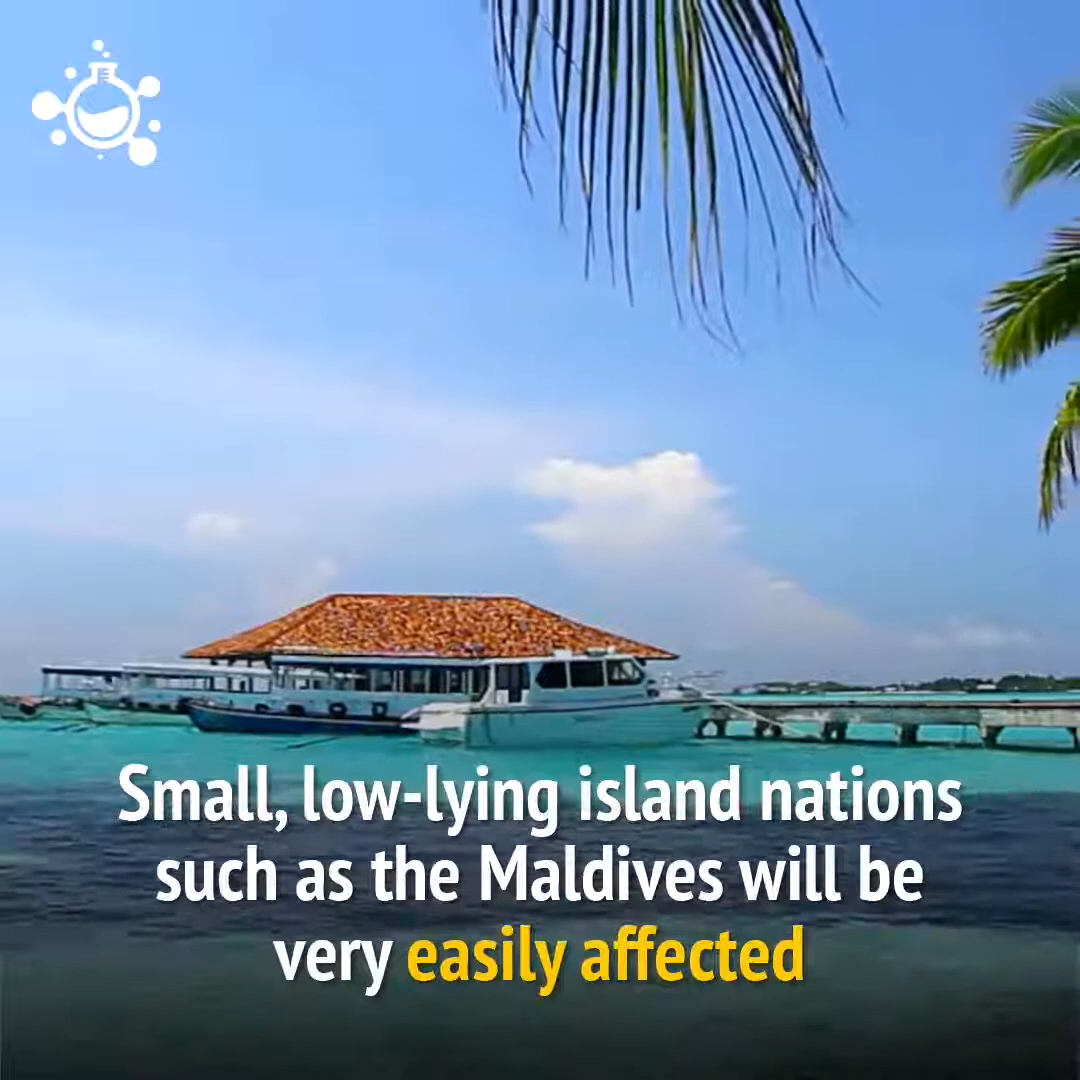 Small, low-lying island nations
such as the Maldives will be
very easily affected